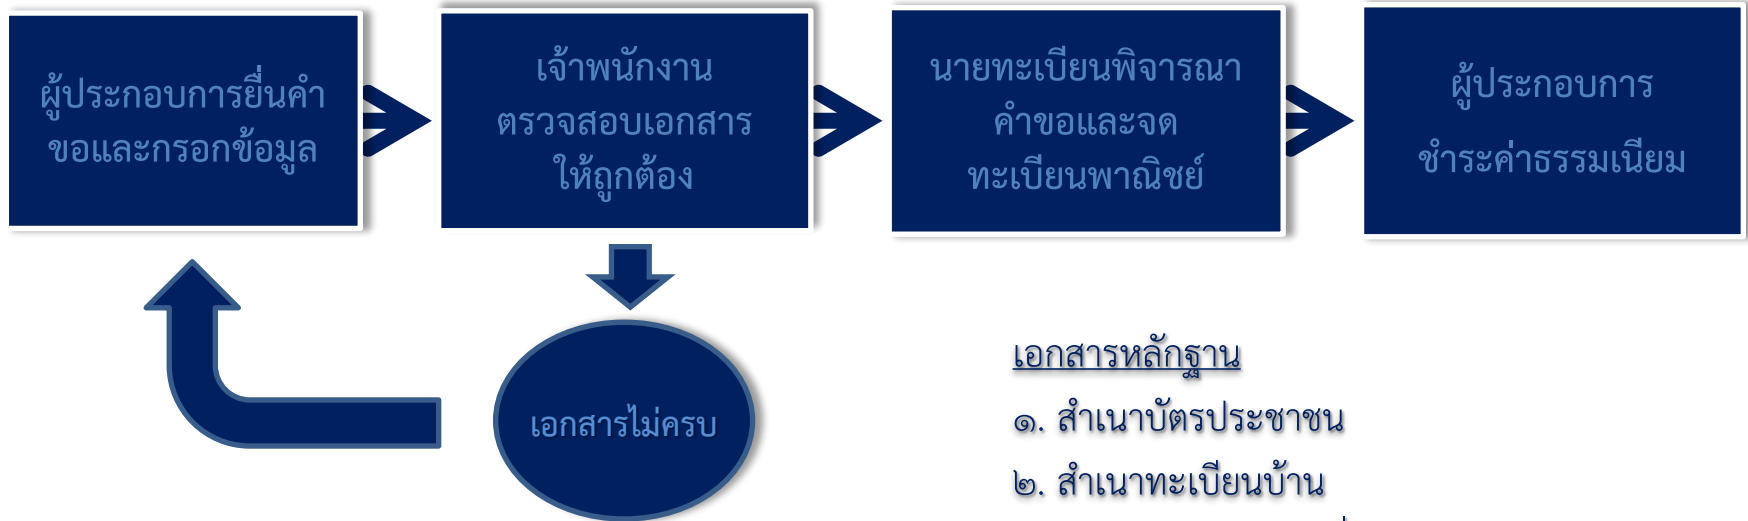 ผู้ประกอบการยื่นคำ
ขอและกรอกข้อมูล
เจ้าพนักงาน
ตรวจสอบเอกสาร
ให้ถูกต้อง
นายทะเบียนพิจารณา
คำขอและจด
ทะเบียนพาณิชย์
ผู้ประกอบการ
ชำระค่าธรรมเนียม
เอกสารไม่ครบ
เอกสารหลักฐาน
๑. สำเนาบัตรประชาชน
๒. สำเนาทะเบียนบ้าน